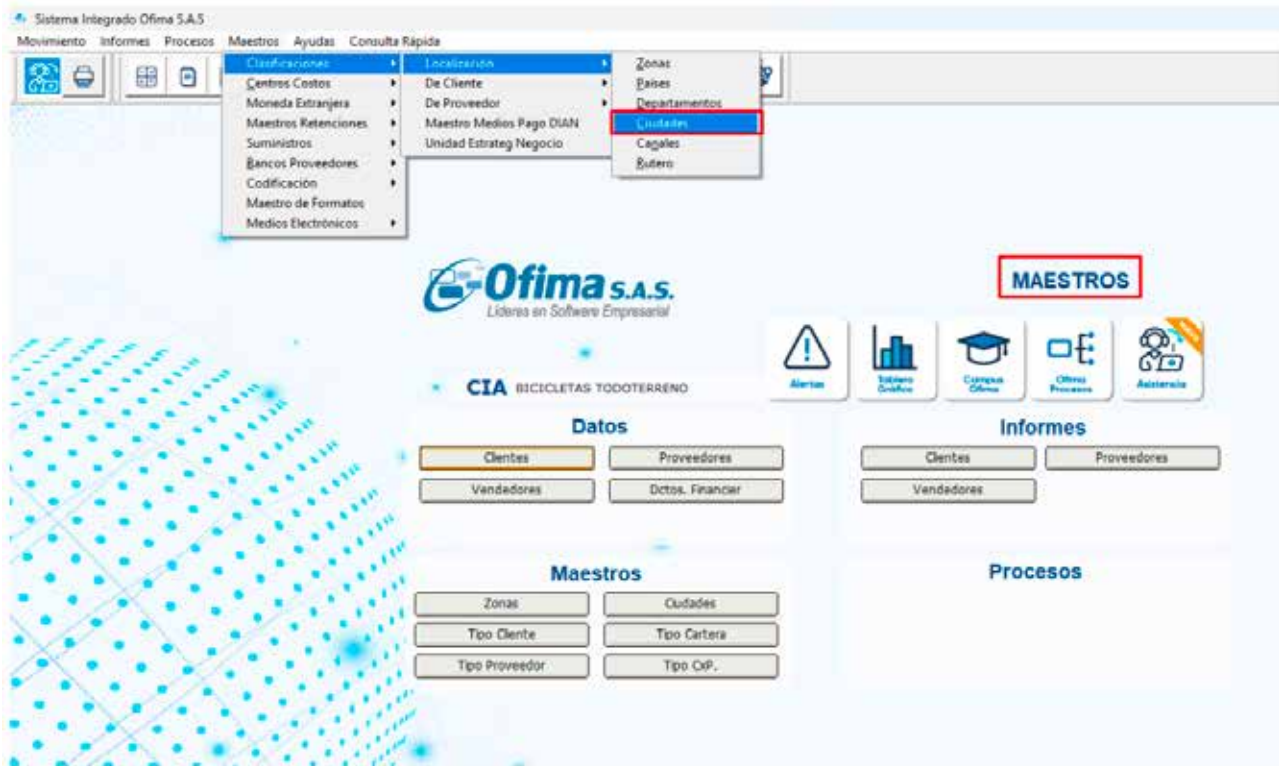 Sistema Integrado Ofima S.A.S
Movimiento Informes Procesos Maestros Ayudas Consulta Rápida
Clasificaciones
Centros Costos
Moneda Extranjera
Maestros Retenciones
Suministros
Bancos Proveedores
Codificación
Maestro de Formatos
Medios Electrónicos
Localización
De Cliente
De Proveedor
Maestro Medios Pago DIAN
Unidad Estrateg Negocio
Zonas
Paises
Departamentos
Ciudades
Canales
Rutero
Ofima S.A.S.
Líderes en Software Empresarial
MAESTROS
Alertas
Tablero Gráfico
Campus Ofima
Ofima Procesos
Asistencia
CIA BICICLETAS TODOTERRENO
Datos
Clientes Proveedores
Vendedores Dctos. Financier
Informes
Clientes Proveedores
Vendedores
Maestros
Zonas Ciudades
Tipo Cliente Tipo Cartera
Tipo Proveedor Tipo CxP.
Procesos